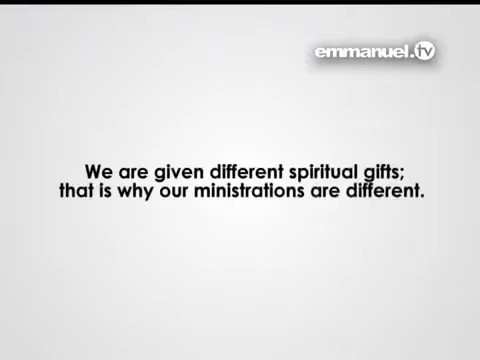 emmanuel.tv
We are given different spiritual gifts;
that is why our ministrations are different.